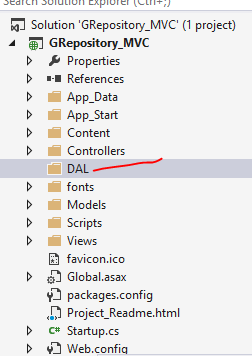 Search Solution Explorer (Ctrl+;)
Solution 'GRepository_MVC' (1 project)
GRepository_MVC
Properties
References
App_Data
App_Start
Content
Controllers
DAL
fonts
Models
Scripts
Views
favicon.ico
Global.asax
packages.config
Project_Readme.html
C# Startup.cs
Web.config